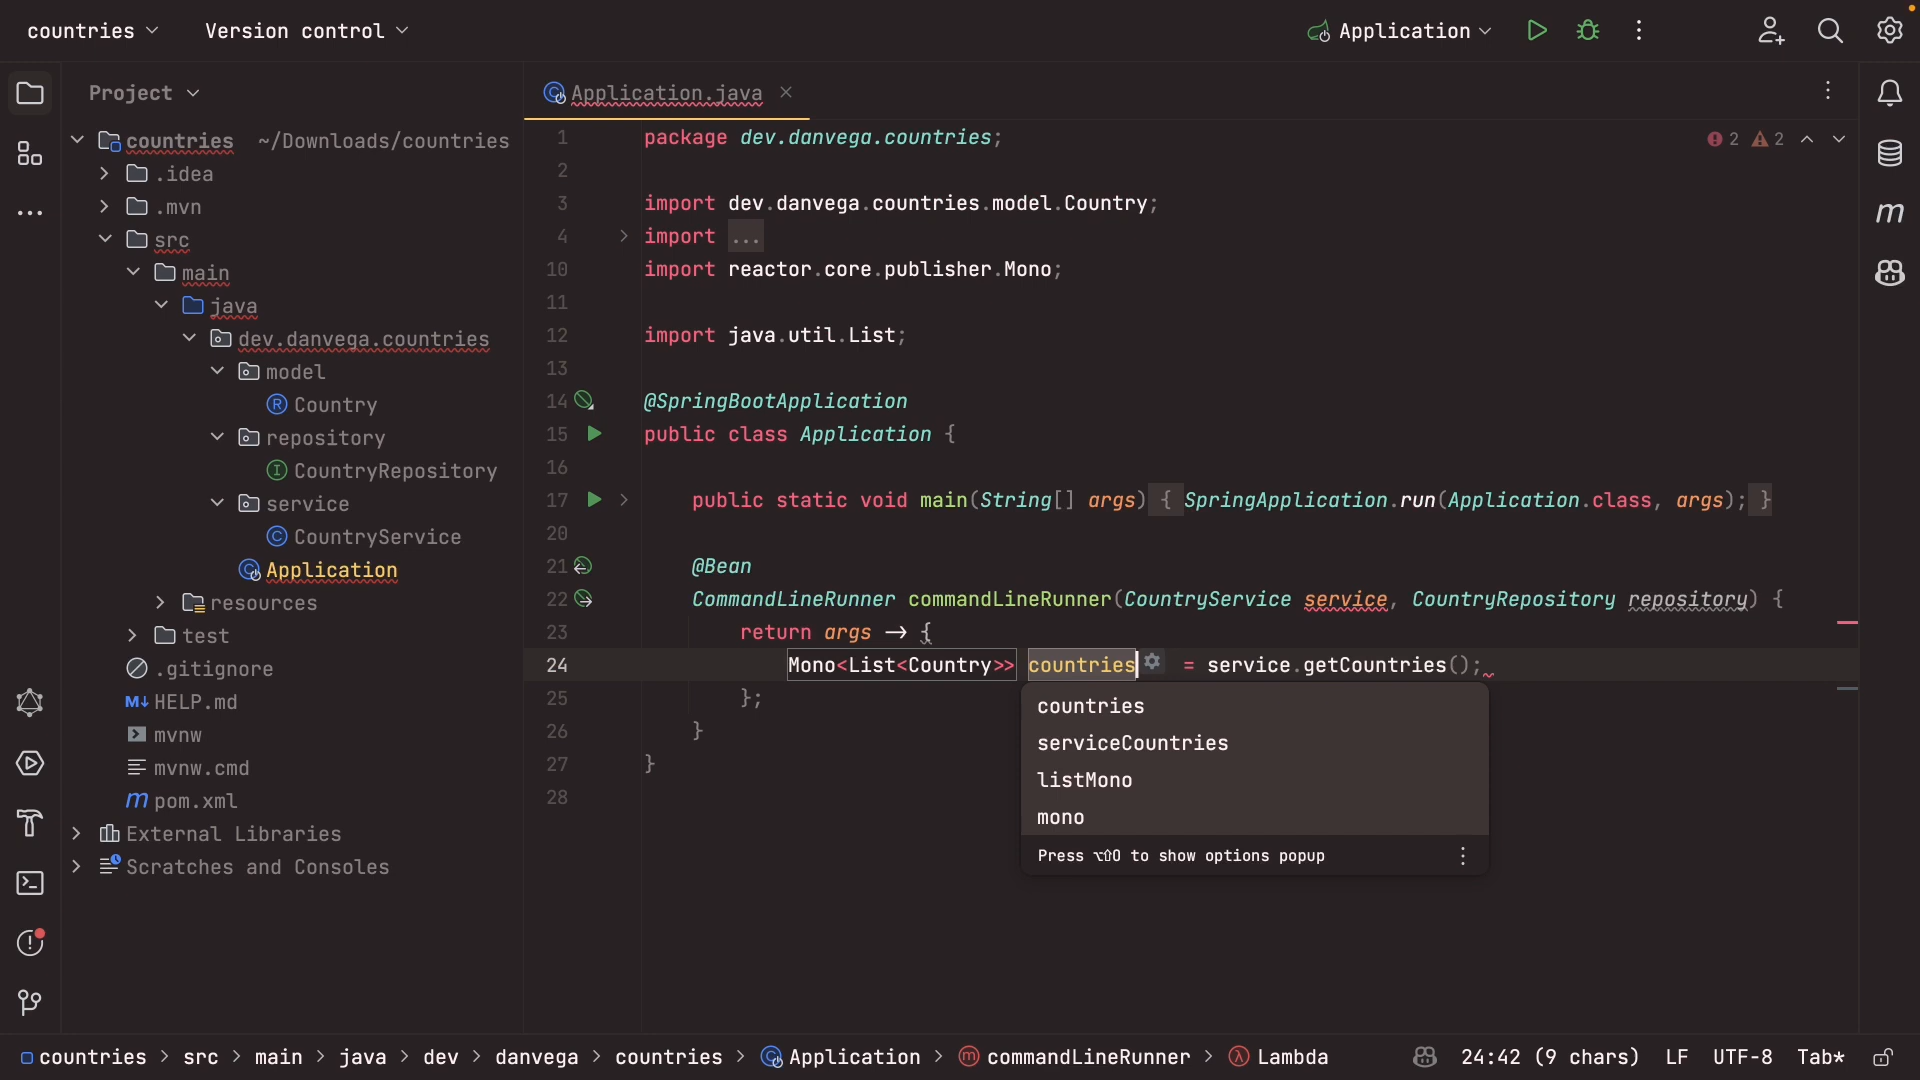 countries
Version control
Application
Project
countries ~/Downloads/countries
.idea
.mvn
src
main
java
dev.danvega.countries
model
Country
repository
CountryRepository
service
CountryService
Application
resources
test
.gitignore
HELP.md
mvnw
mvnw.cmd
pom.xml
External Libraries
Scratches and Consoles
Application.java
2 2
1 package dev.danvega.countries;
2
3 import dev.danvega.countries.model.Country;
4 import ...
10 import reactor.core.publisher.Mono;
11
12 import java.util.List;
13
14 @SpringBootApplication
15 public class Application {
16
17 public static void main(String[] args) { SpringApplication.run(Application.class, args); }
20
21 @Bean
22 CommandLineRunner commandLineRunner(CountryService service, CountryRepository repository) {
23 return args → {
24 Mono<List<Country>> countries = service.getCountries();
25 };
26 }
27 }
28
countries
serviceCountries
listMono
mono
Press ⌥⇧O to show options popup
countries > src > main > java > dev > danvega > countries > Application > commandLineRunner > Lambda
24:42 (9 chars) LF UTF-8 Tab*